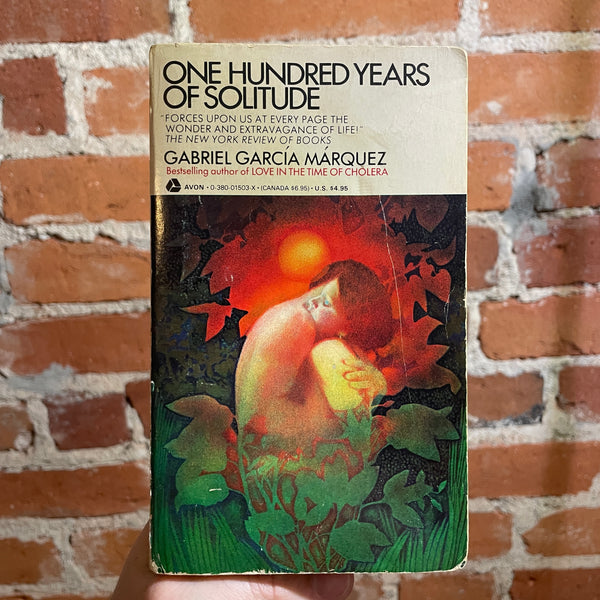 ONE HUNDRED YEARS
OF SOLITUDE
"FORCES UPON US AT EVERY PAGE THE
WONDER AND EXTRAVAGANCE OF LIFE!"
THE NEW YORK REVIEW OF BOOKS
GABRIEL GARCÍA MÁRQUEZ
Bestselling author of LOVE IN THE TIME OF CHOLERA
AVON • 0-380-01503-X • (CANADA $6.95) • U.S. $4.95